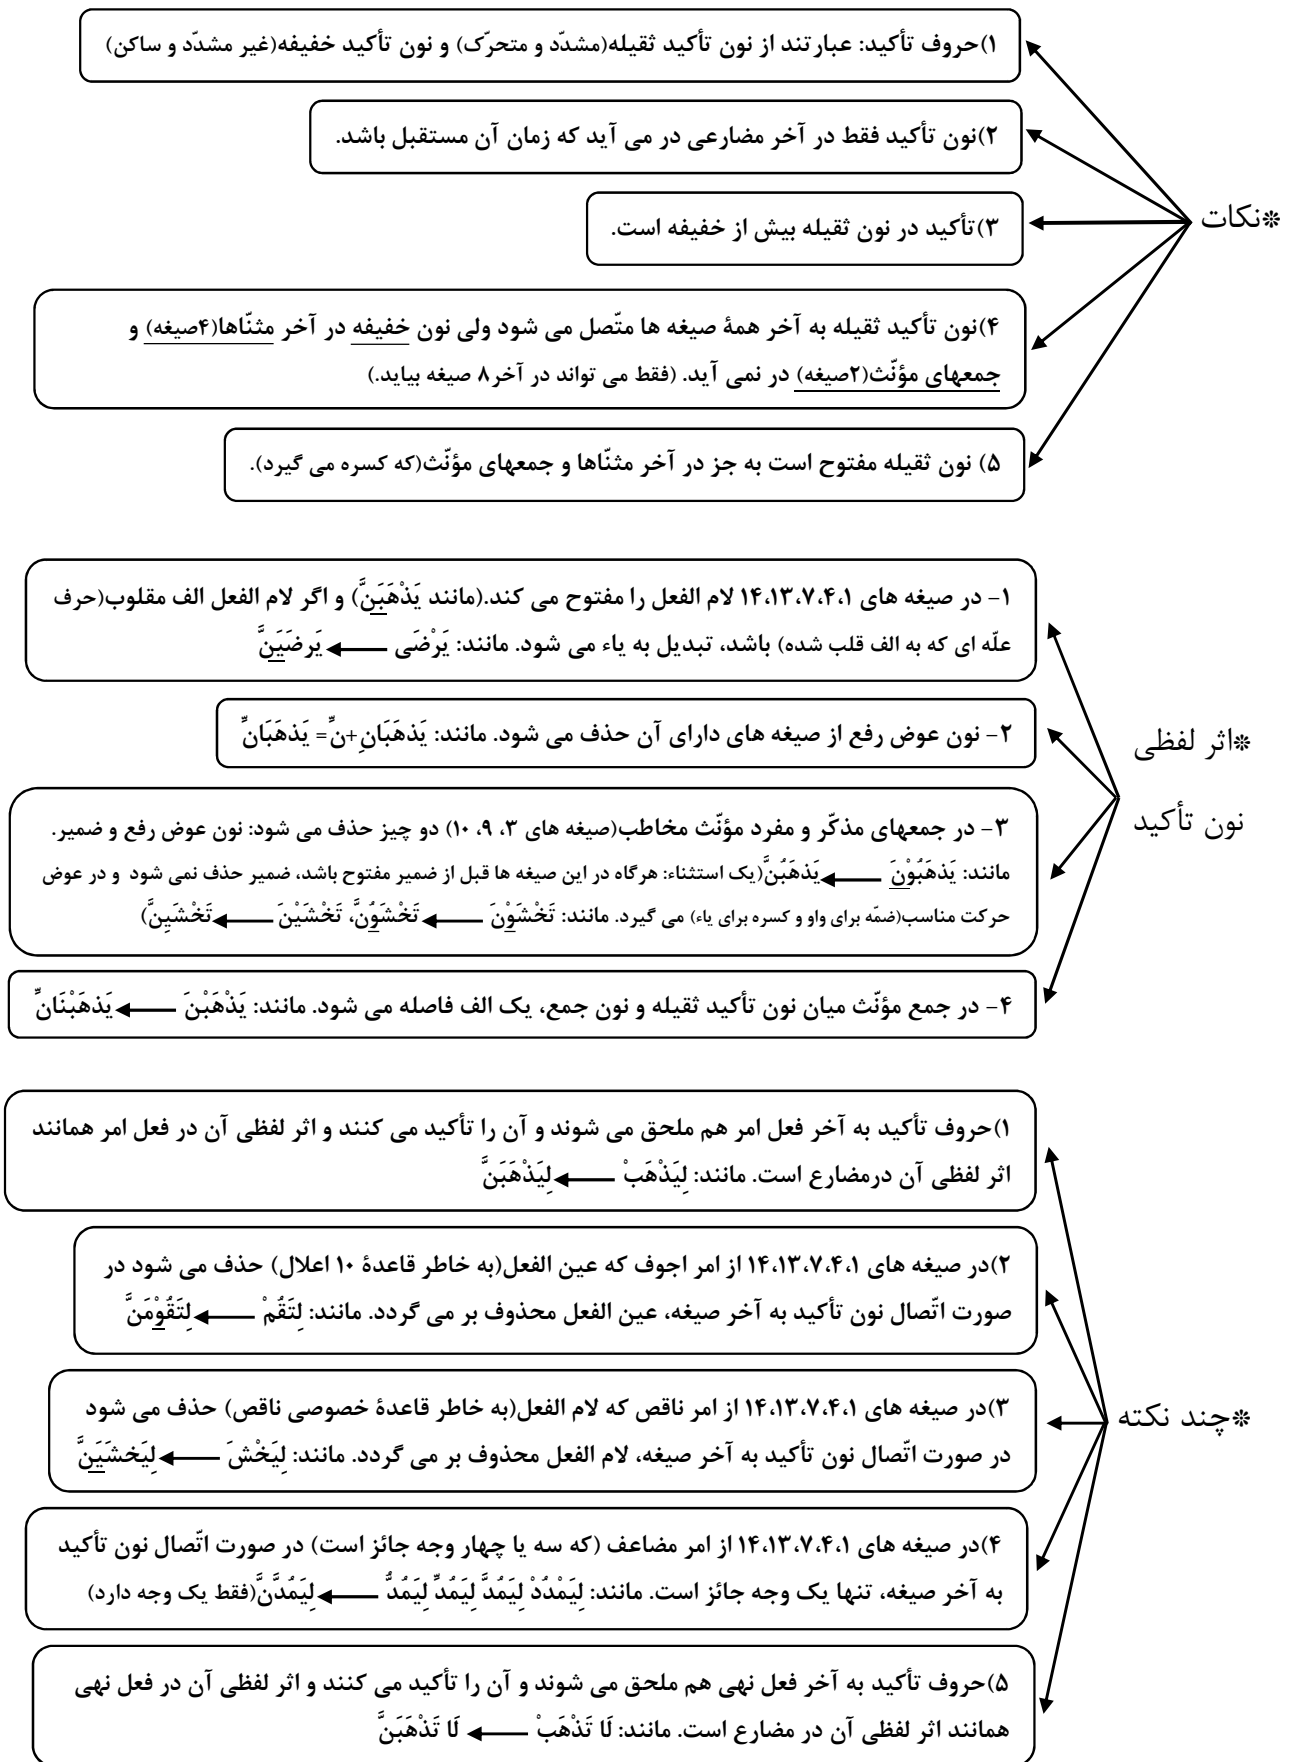 *نکات
۱)حروف تأکید: عبارتند از نون تأکید ثقیله(مشدّد و متحرّک) و نون تأکید خفیفه(غیر مشدّد و ساکن)
۲)نون تأکید فقط در آخر مضارعی در می آید که زمان آن مستقبل باشد.
۳)تأکید در نون ثقیله بیش از خفیفه است.
۴)نون تأکید ثقیله به آخر همهٔ صیغه ها متّصل می شود ولی نون خفیفه در آخر مثنّاها(۴صیغه) و
جمعهای مؤنّث(۲صیغه) در نمی آید. (فقط می تواند در آخر۸ صیغه بیاید.)
۵) نون ثقیله مفتوح است به جز در آخر مثنّاها و جمعهای مؤنّث(که کسره می گیرد).
*اثر لفظی
نون تأکید
۱- در صیغه های ۱،۴،۷،۱۳،۱۴ لام الفعل را مفتوح می کند.(مانند یَذْهَبَنَّ) و اگر لام الفعل الف مقلوب(حرف
علّه ای که به الف قلب شده) باشد، تبدیل به یاء می شود. مانند: یَرْضَی ← یَرضَیَنَّ
۲- نون عوض رفع از صیغه های دارای آن حذف می شود. مانند: یَذهَبَانِ+نِّ= یَذهَبَانِّ
۳- در جمعهای مذکّر و مفرد مؤنّث مخاطب(صیغه های ۳، ۹، ۱۰) دو چیز حذف می شود: نون عوض رفع و ضمیر.
مانند: یَذهَبُوْنَ ← یَذهَبُنَّ(یک استثناء: هرگاه در این صیغه ها قبل از ضمیر مفتوح باشد، ضمیر حذف نمی شود و در عوض
حرکت مناسب(ضمّه برای واو و کسره برای یاء) می گیرد. مانند: تَخْشَوْنَ ← تَخْشَوُنَّ، تَخْشَیْنَ ← تَخْشَیِنَّ)
۴- در جمع مؤنّث میان نون تأکید ثقیله و نون جمع، یک الف فاصله می شود. مانند: یَذْهَبْنَ ← یَذهَبْنَانِّ
*چند نکته
۱)حروف تأکید به آخر فعل امر هم ملحق می شوند و آن را تأکید می کنند و اثر لفظی آن در فعل امر همانند
اثر لفظی آن درمضارع است. مانند: لِیَذْهَبْ ← لِیَذْهَبَنَّ
۲)در صیغه های ۱،۴،۷،۱۳،۱۴ از امر اجوف که عین الفعل(به خاطر قاعدهٔ ۱۰ اعلال) حذف می شود در
صورت اتّصال نون تأکید به آخر صیغه، عین الفعل محذوف بر می گردد. مانند: لِتَقُمْ ← لِتَقُوْمَنَّ
۳)در صیغه های ۱،۴،۷،۱۳،۱۴ از امر ناقص که لام الفعل(به خاطر قاعدهٔ خصوصی ناقص) حذف می شود
در صورت اتّصال نون تأکید به آخر صیغه، لام الفعل محذوف بر می گردد. مانند: لِیَخْشَ ← لِیَخشَیَنَّ
۴)در صیغه های ۱،۴،۷،۱۳،۱۴ از امر مضاعف (که سه یا چهار وجه جائز است) در صورت اتّصال نون تأکید
به آخر صیغه، تنها یک وجه جائز است. مانند: لِیَمْدُدْ لِیَمُدَّ لِیَمُدِّ لِیَمُدُّ ← لِیَمُدَّنَّ(فقط یک وجه دارد)
۵)حروف تأکید به آخر فعل نهی هم ملحق می شوند و آن را تأکید می کنند و اثر لفظی آن در فعل نهی
همانند اثر لفظی آن در مضارع است. مانند: لَا تَذْهَبْ ← لَا تَذْهَبَنَّ